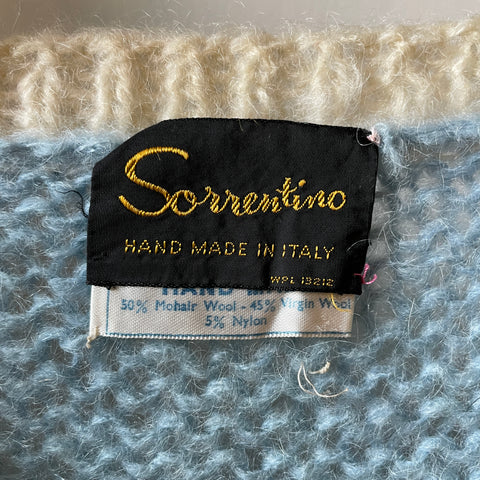 Sorrentino
HAND MADE IN ITALY
WPL 13212
50% Mohair Wool - 45% Virgin Wool
5% Nylon